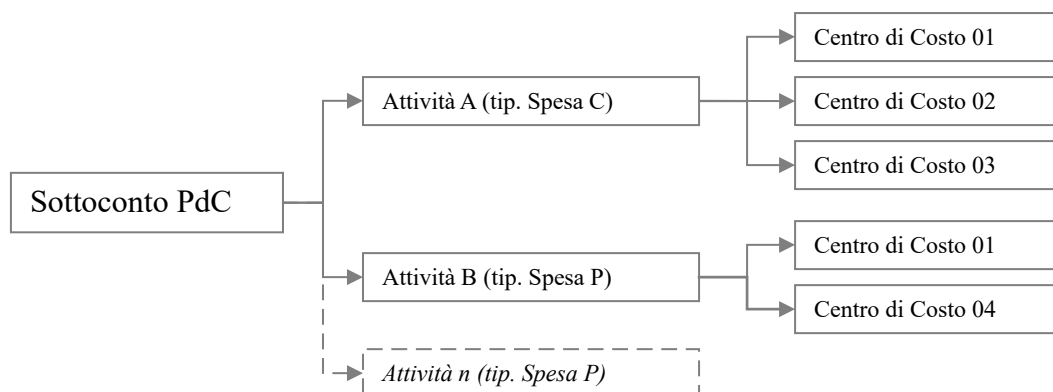 Sottoconto PdC
Attività A (tip. Spesa C)
Centro di Costo 01
Centro di Costo 02
Centro di Costo 03
Attività B (tip. Spesa P)
Centro di Costo 01
Centro di Costo 04
Attività n (tip. Spesa P)